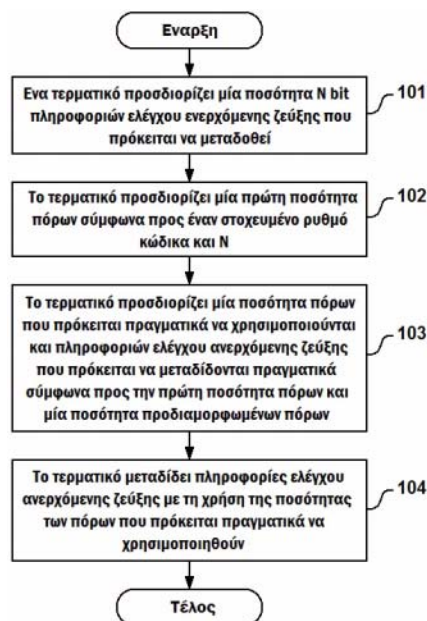 Εναρξη
Ενα τερματικό προσδιορίζει μία ποσότητα N bit
πληροφοριών ελέγχου ενερχόμενης ζεύξης που
πρόκειται να μεταδοθεί
101
Το τερματικό προσδιορίζει μία πρώτη ποσότητα
πόρων σύμφωνα προς έναν στοχευμένο ρυθμό
κώδικα και N
102
Το τερματικό προσδιορίζει μία ποσότητα πόρων
που πρόκειται πραγματικά να χρησιμοποιούνται
και πληροφοριών ελέγχου ανερχόμενης ζεύξης
που πρόκειται να μεταδίδονται πραγματικά
σύμφωνα προς την πρώτη ποσότητα πόρων και
μία ποσότητα προδιαμορφωμένων πόρων
103
Το τερματικό μεταδίδει πληροφορίες ελέγχου
ανερχόμενης ζεύξης με τη χρήση της ποσότητας
των πόρων που πρόκειται πραγματικά να
χρησιμοποιηθούν
104
Τέλος